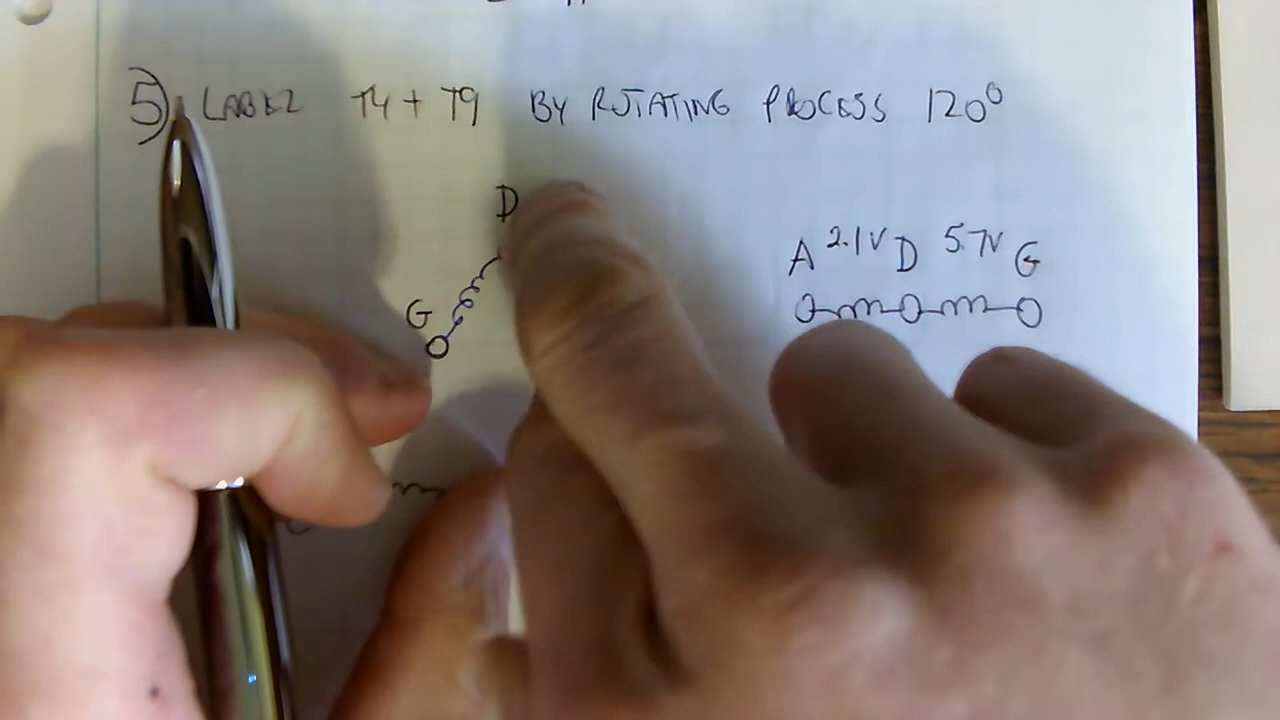 5) LABEL T4 + T9 BY ROTATING PROCESS 120°
D
A 2.1V D 5.7V G
G